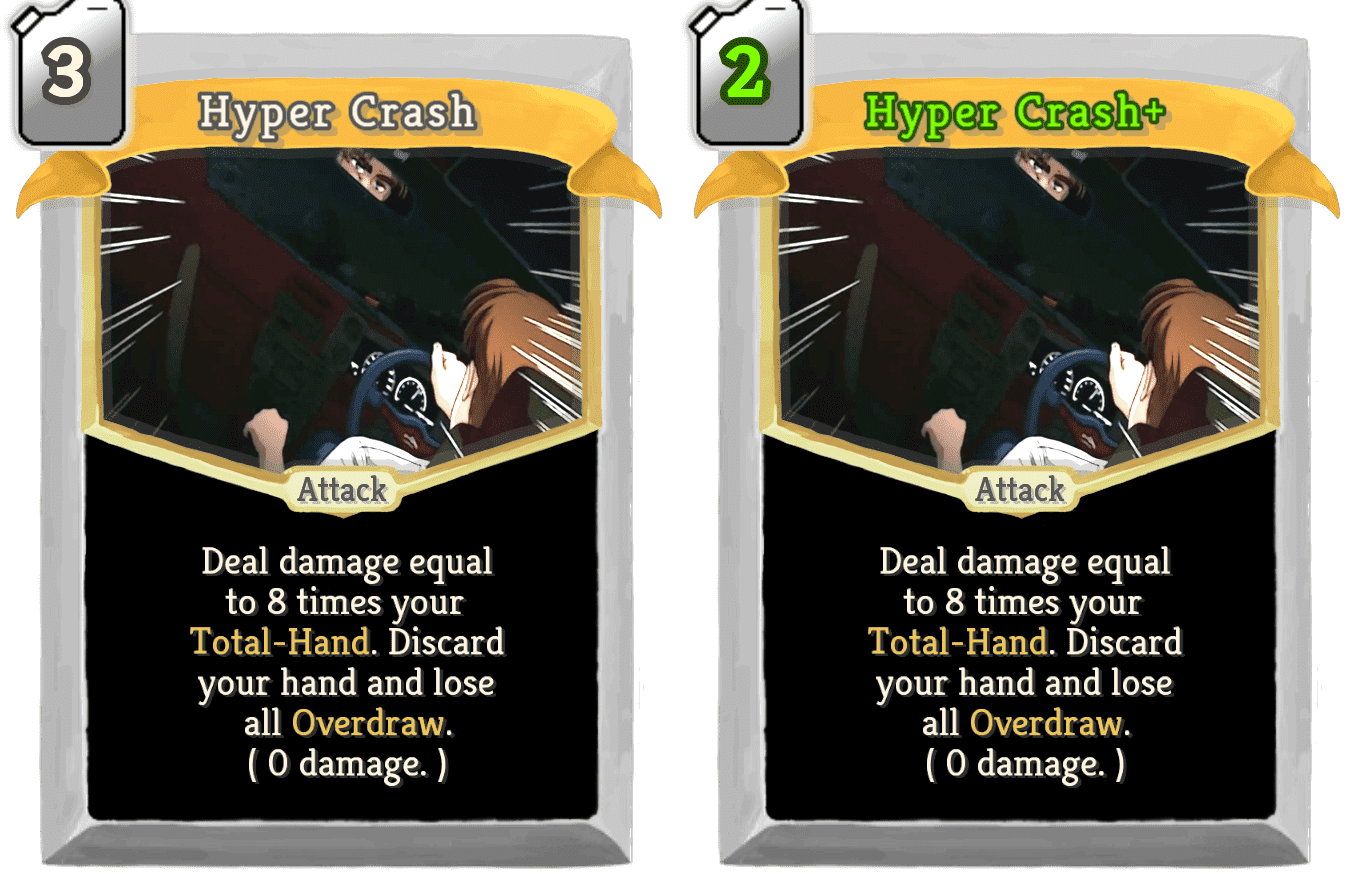 3
Hyper Crash
Attack
Deal damage equal
to 8 times your
Total-Hand. Discard
your hand and lose
all Overdraw.
( 0 damage. )
2
Hyper Crash+
Attack
Deal damage equal
to 8 times your
Total-Hand. Discard
your hand and lose
all Overdraw.
( 0 damage. )